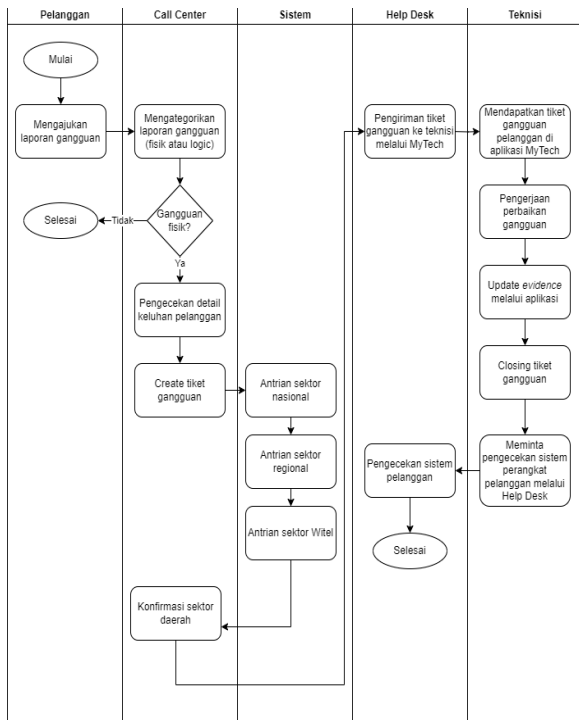 Pelanggan
Call Center
Sistem
Help Desk
Teknisi
Mulai
Mengajukan
laporan gangguan
Mengategorikan
laporan gangguan
(fisik atau logic)
Gangguan
fisik?
Tidak
Selesai
Ya
Pengecekan detail
keluhan pelanggan
Create tiket
gangguan
Antrian sektor
nasional
Antrian sektor
regional
Antrian sektor Witel
Konfirmasi sektor
daerah
Pengiriman tiket
gangguan ke teknisi
melalui MyTech
Mendapatkan tiket
gangguan
pelanggan di
aplikasi MyTech
Pengerjaan
perbaikan
gangguan
Update evidence
melalui aplikasi
Closing tiket
gangguan
Meminta
pengecekan sistem
perangkat
pelanggan melalui
Help Desk
Pengecekan sistem
pelanggan
Selesai